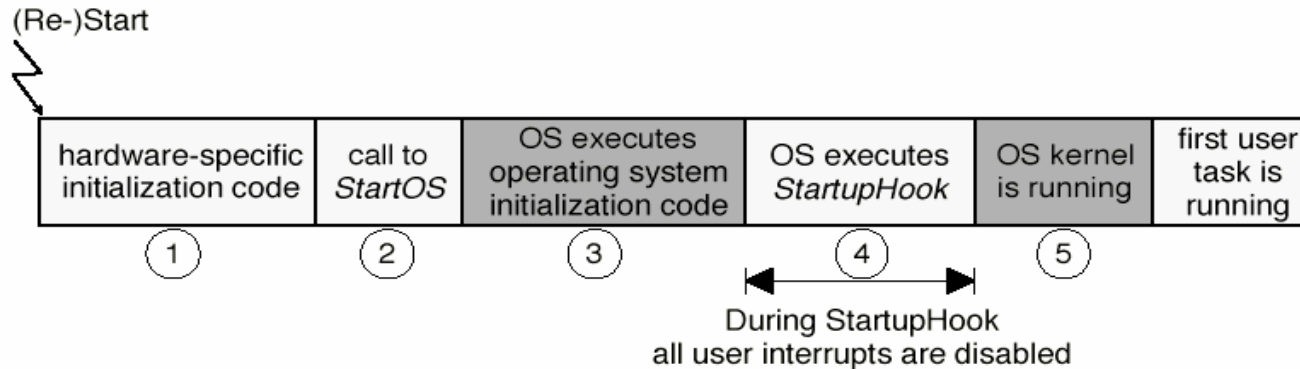 (Re-)Start
hardware-specific
initialization code
call to
StartOS
OS executes
operating system
initialization code
OS executes
StartupHook
OS kernel
is running
first user
task is
running
1
2
3
4
5
During StartupHook
all user interrupts are disabled